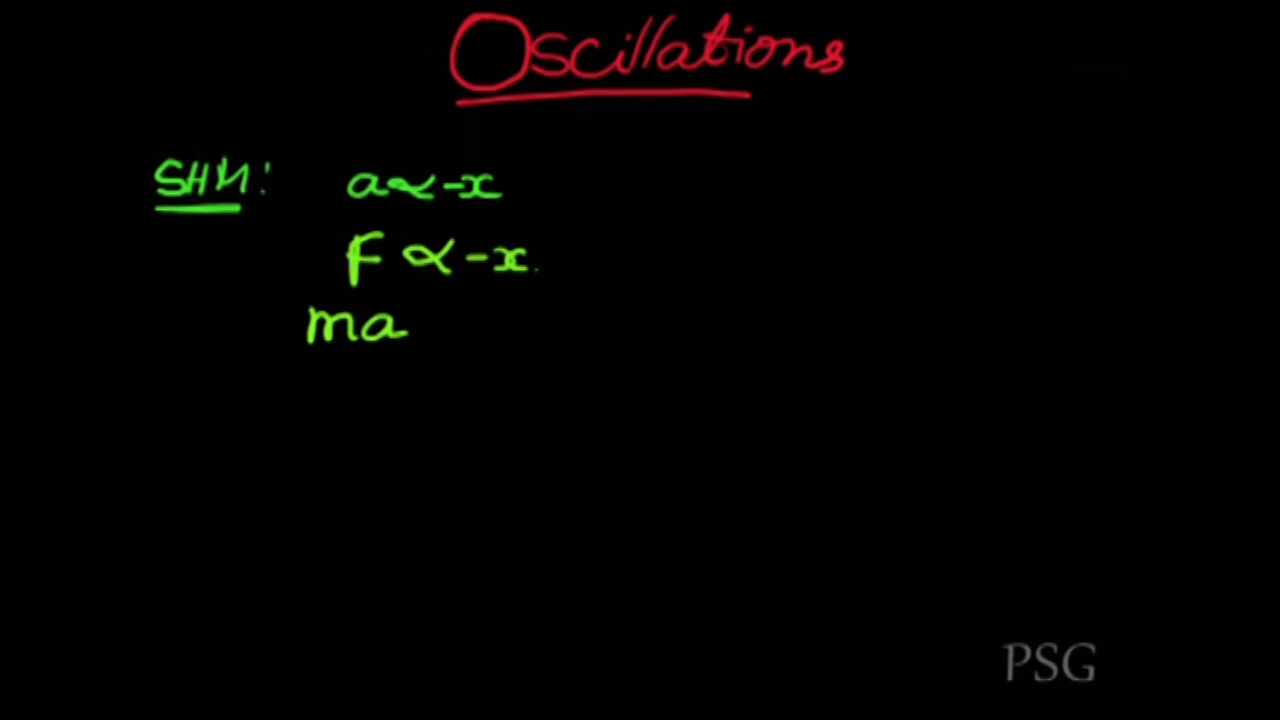 Oscillations
SHM: a ∝ -x
F ∝ -x
ma
PSG